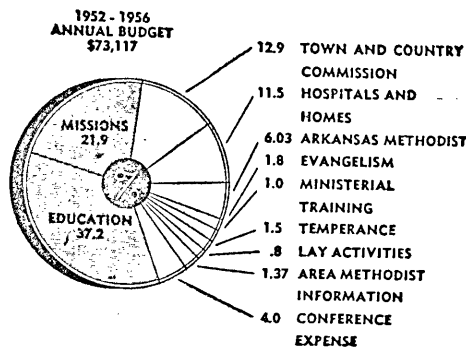 1952 - 1956
ANNUAL BUDGET
$73,117
MISSIONS
21.9
%
EDUCATION
37.2
12.9 TOWN AND COUNTRY
COMMISSION
11.5 HOSPITALS AND
HOMES
6.03 ARKANSAS METHODIST
1.8 EVANGELISM
1.0 MINISTERIAL
TRAINING
1.5 TEMPERANCE
.8 LAY ACTIVITIES
1.37 AREA METHODIST
INFORMATION
4.0 CONFERENCE
EXPENSE